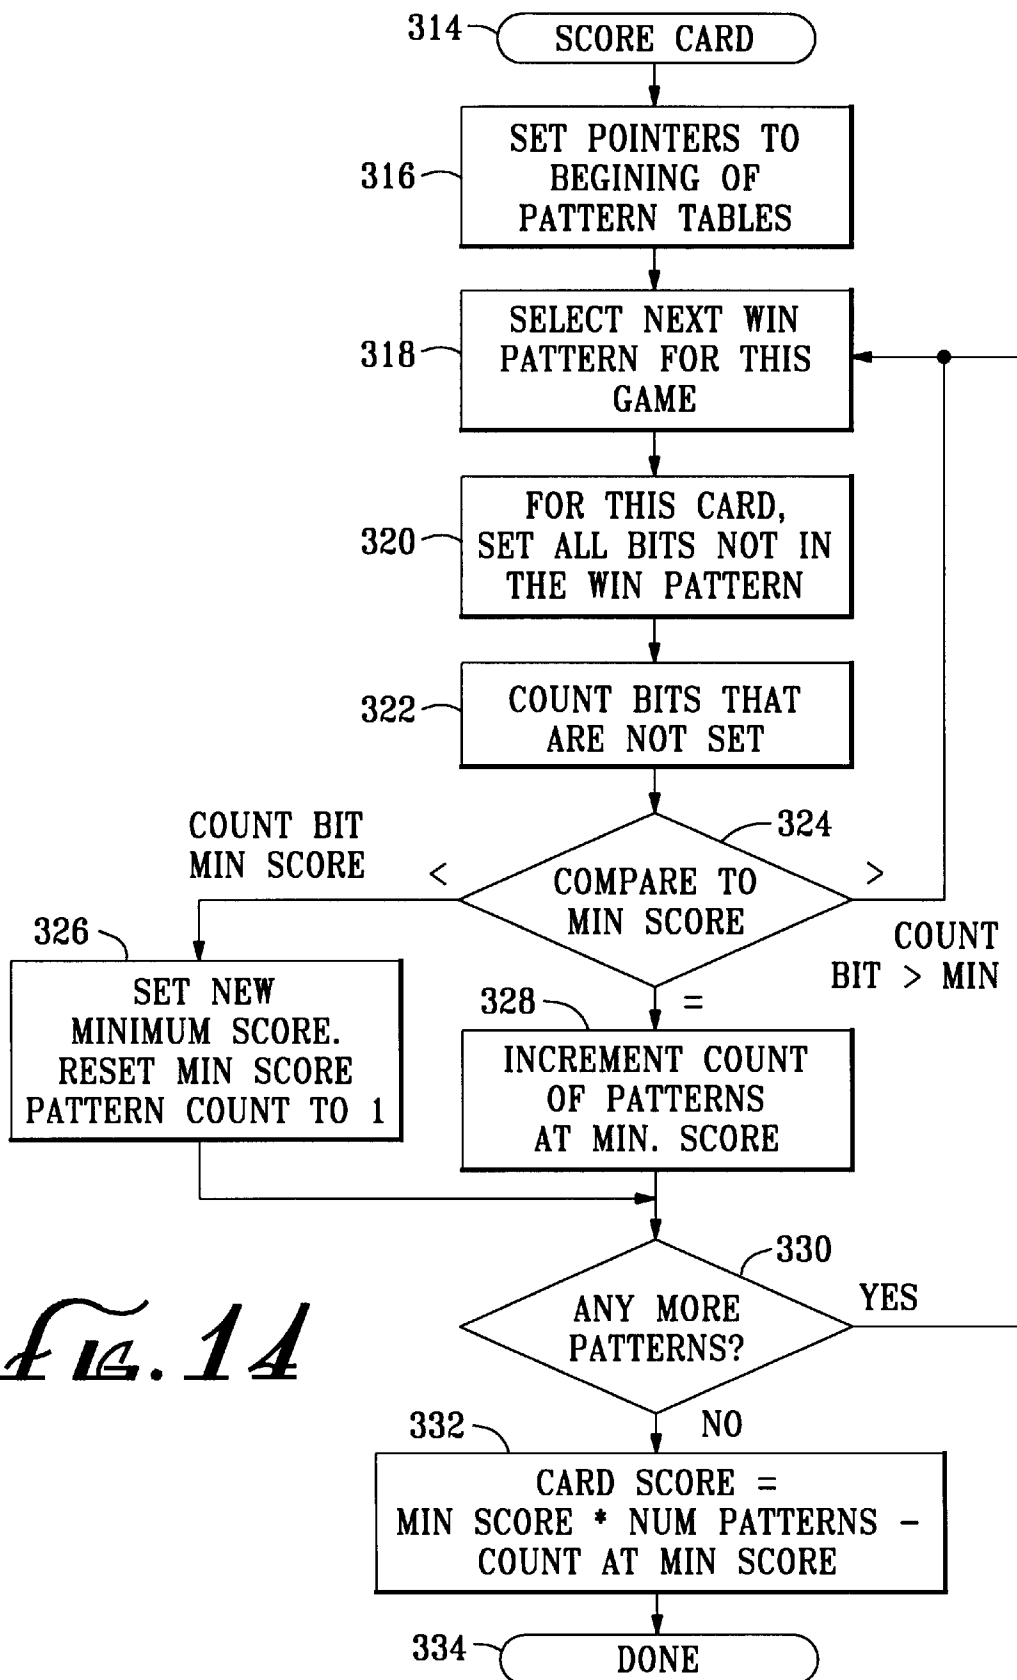 314
SCORE CARD
316
SET POINTERS TO
BEGINING OF
PATTERN TABLES
318
SELECT NEXT WIN
PATTERN FOR THIS
GAME
320
FOR THIS CARD,
SET ALL BITS NOT IN
THE WIN PATTERN
322
COUNT BITS THAT
ARE NOT SET
324
COMPARE TO
MIN SCORE
COUNT BIT
MIN SCORE
<
>
COUNT
BIT > MIN
326
SET NEW
MINIMUM SCORE.
RESET MIN SCORE
PATTERN COUNT TO 1
328
=
INCREMENT COUNT
OF PATTERNS
AT MIN. SCORE
330
ANY MORE
PATTERNS?
YES
NO
FIG. 14
332
CARD SCORE =
MIN SCORE * NUM PATTERNS -
COUNT AT MIN SCORE
334
DONE